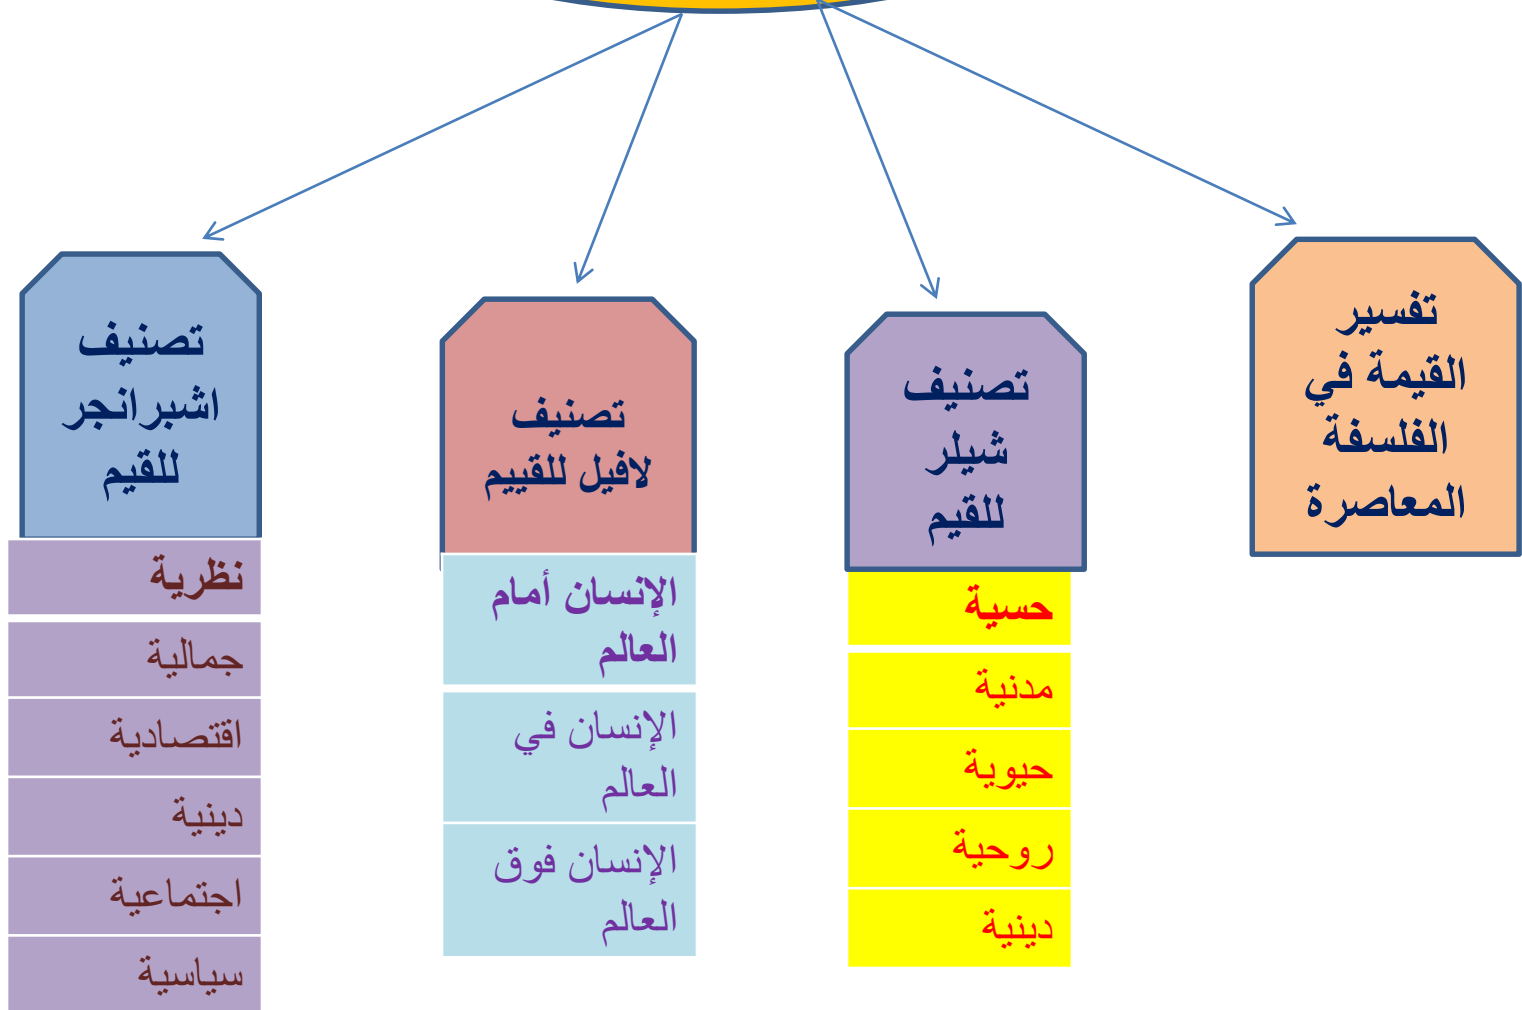 تفسير
القيمة في
الفلسفة
المعاصرة
تصنيف
شيلر
للقيم
حسية
مدنية
حيوية
روحية
دينية
تصنيف
لافيل للقييم
الإنسان أمام
العالم
الإنسان في
العالم
الإنسان فوق
العالم
تصنيف
اشبرانجر
للقيم
نظرية
جمالية
اقتصادية
دينية
اجتماعية
سياسية